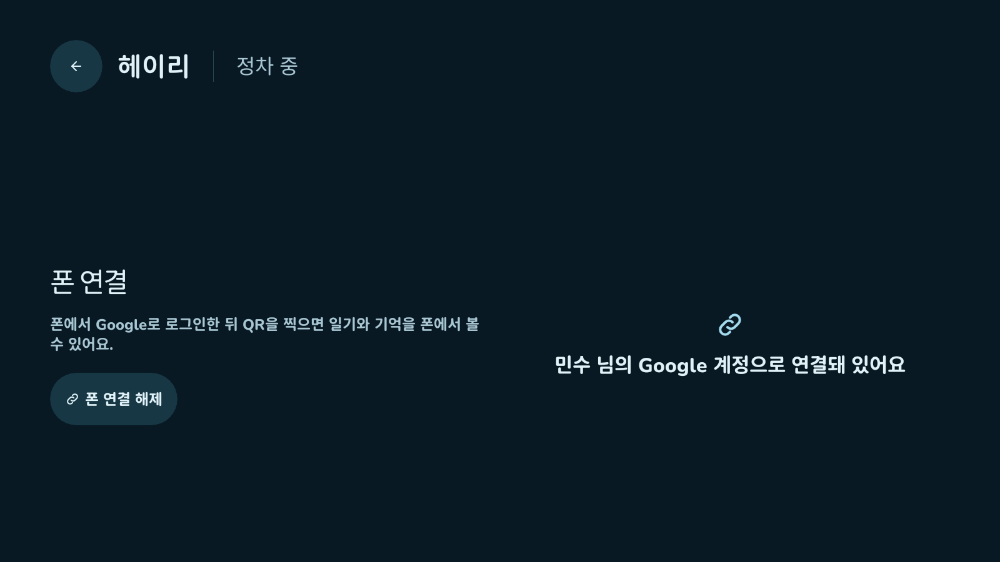 헤이리
정차 중
폰 연결
폰에서 Google로 로그인한 뒤 QR을 찍으면 일기와 기억을 폰에서 볼
수 있어요.
폰 연결 해제
민수 님의 Google 계정으로 연결돼 있어요